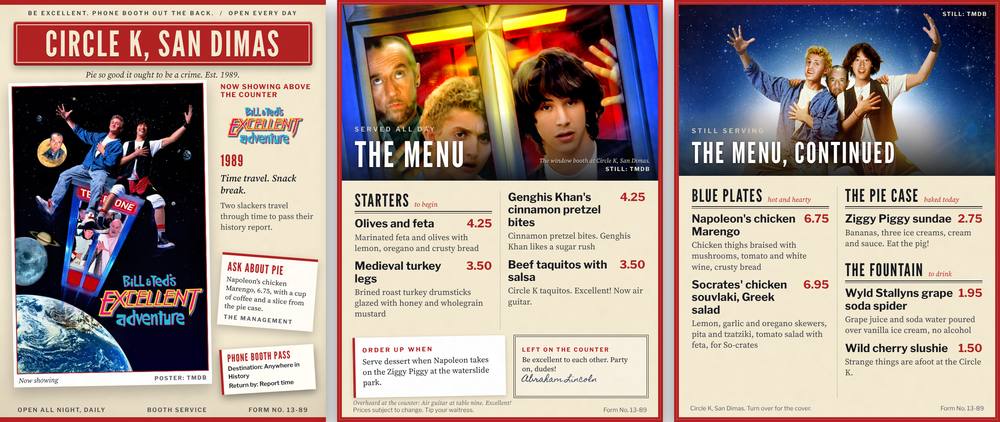 BE EXCELLENT. PHONE BOOTH OUT THE BACK. / OPEN EVERY DAY
CIRCLE K, SAN DIMAS
Pie so good it ought to be a crime. Est. 1989.
TE ONE
Bill & Ted's
EXCELLENT
adventure
Now showing
POSTER: TMDB
NOW SHOWING ABOVE
THE COUNTER
Bill & Ted's
EXCELLENT
adventure
1989
Time travel. Snack
break.
Two slackers travel
through time to pass their
history report.
ASK ABOUT PIE
Napoleon's chicken
Marengo, 6.75, with a cup
of coffee and a slice from
the pie case.
THE MANAGEMENT
PHONE BOOTH PASS
Destination: Anywhere in
History
Return by: Report time
OPEN ALL NIGHT, DAILY
BOOTH SERVICE
FORM NO. 13-89
SERVED ALL DAY
THE MENU
The window booth at Circle K, San Dimas.
STILL: TMDB
STARTERS to begin
Olives and feta 4.25
Marinated feta and olives with
lemon, oregano and crusty bread
Medieval turkey 3.50
legs
Brined roast turkey drumsticks
glazed with honey and wholegrain
mustard
Genghis Khan's 4.25
cinnamon pretzel
bites
Cinnamon pretzel bites. Genghis
Khan likes a sugar rush
Beef taquitos with 3.50
salsa
Circle K taquitos. Excellent! Now air
guitar.
ORDER UP WHEN
Serve dessert when Napoleon takes
on the Ziggy Piggy at the waterslide
park.
LEFT ON THE COUNTER
Be excellent to each other. Party
on, dudes!
Abraham Lincoln
Overheard at the counter: Air guitar at table nine. Excellent!
Prices subject to change. Tip your waitress.
Form No. 13-89
STILL: TMDB
STILL SERVING
THE MENU, CONTINUED
BLUE PLATES hot and hearty
Napoleon's chicken 6.75
Marengo
Chicken thighs braised with
mushrooms, tomato and white
wine, crusty bread
Socrates' chicken 6.95
souvlaki, Greek
salad
Lemon, garlic and oregano skewers,
pita and tzatziki, tomato salad with
feta, for So-crates
THE PIE CASE baked today
Ziggy Piggy sundae 2.75
Bananas, three ice creams, cream
and sauce. Eat the pig!
THE FOUNTAIN to drink
Wyld Stallyns grape 1.95
soda spider
Grape juice and soda water poured
over vanilla ice cream, no alcohol
Wild cherry slushie 1.50
Strange things are afoot at the Circle
K.
Circle K, San Dimas. Turn over for the cover.
Form No. 13-89